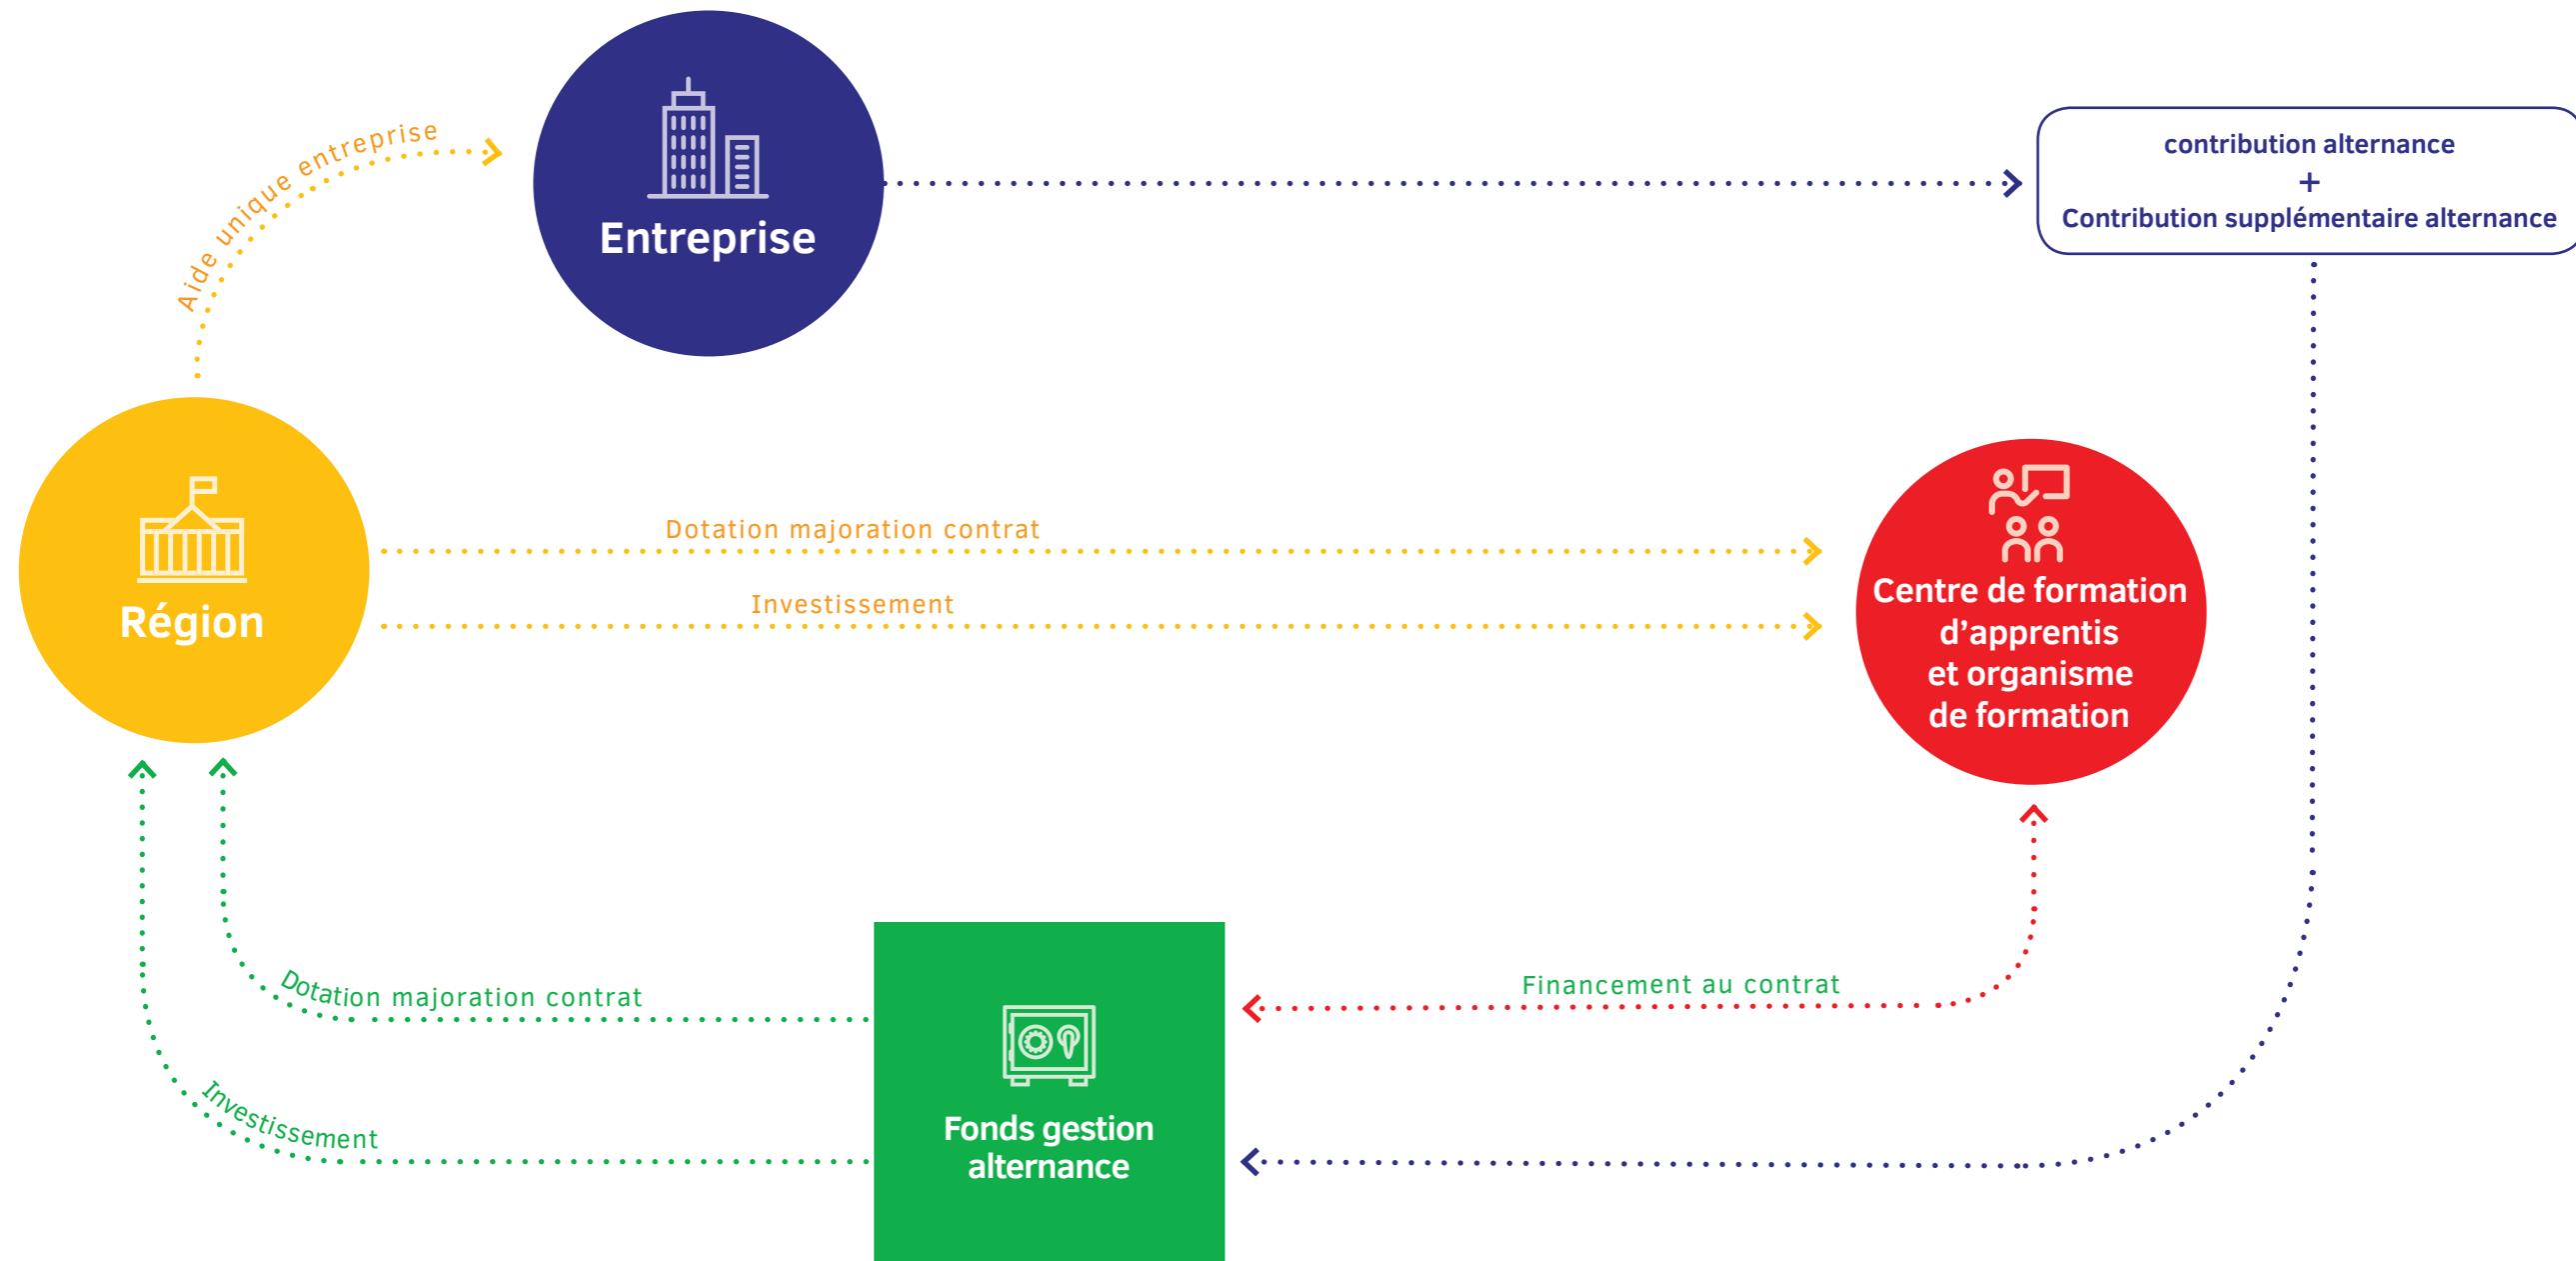 Aide unique entreprise
Entreprise
contribution alternance
+
Contribution supplémentaire alternance
Région
Dotation majoration contrat
Investissement
Centre de formation
d’apprentis
et organisme
de formation
Dotation majoration contrat
Investissement
Financement au contrat
Fonds gestion
alternance